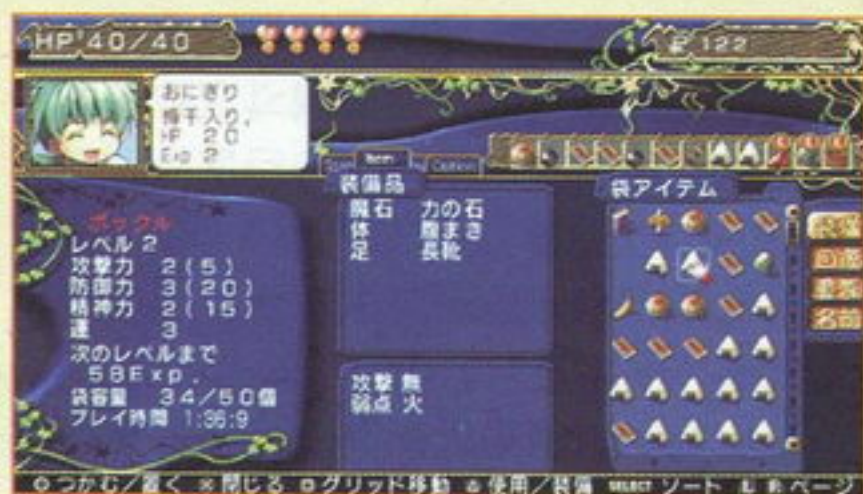 HP 40/40
122
おにぎり
梅干入り。
HP 20
Exp 2
Item
Option
装備品
魔石 力の石
体 腹まき
足 長靴
袋アイテム
ポックル
レベル 2
攻撃力 2(5)
防御力 3(20)
精神力 2(15)
運 3
次のレベルまで
58Exp.
袋容量 34/50個
プレイ時間 1:36:9
攻撃 無
弱点 火
名前
つかむ/置く ×閉じる □グリッド移動 △使用/装備 SELECT ソート L R ページ